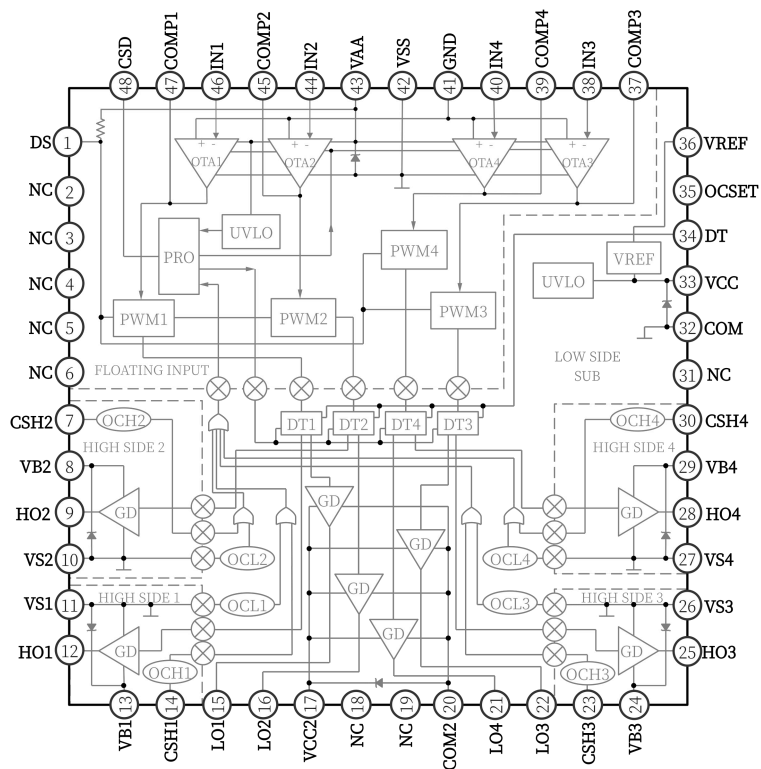 CSD
COMP1
IN1
COMP2
IN2
VAA
VSS
GND
IN4
COMP4
IN3
COMP3
48
47
46
45
44
43
42
41
40
39
38
37
DS
1
NC
2
NC
3
NC
4
NC
5
NC
6
CSH2
7
VB2
8
HO2
9
VS2
10
VS1
11
HO1
12
36
VREF
35
OCSET
34
DT
33
VCC
32
COM
31
NC
30
CSH4
29
VB4
28
HO4
27
VS4
26
VS3
25
HO3
+ -
OTA1
+ -
OTA2
+ -
OTA4
+ -
OTA3
UVLO
PRO
PWM4
VREF
UVLO
PWM1
PWM2
PWM3
FLOATING INPUT
LOW SIDE
SUB
DT1
DT2
DT4
DT3
OCH2
HIGH SIDE 2
GD
OCL2
OCH4
HIGH SIDE 4
GD
OCL4
GD
GD
GD
GD
HIGH SIDE 1
OCL1
GD
OCH1
OCL3
HIGH SIDE 3
GD
OCH3
13
14
15
16
17
18
19
20
21
22
23
24
VB1
CSH1
LO1
LO2
VCC2
NC
NC
COM2
LO4
LO3
CSH3
VB3